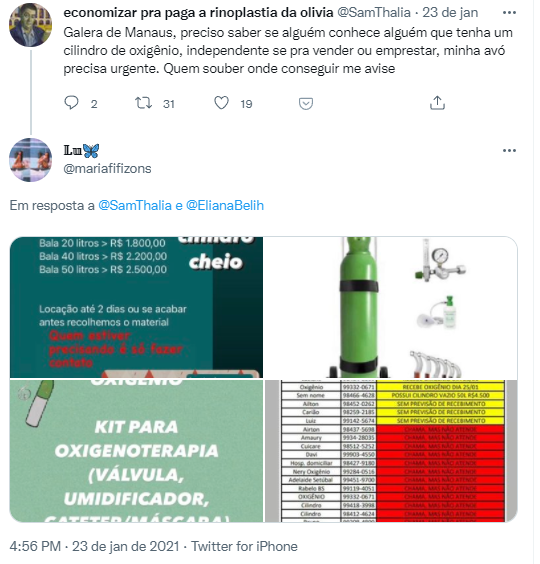 economizar pra paga a rinoplastia da olivia @SamThalia · 23 de jan
Galera de Manaus, preciso saber se alguém conhece alguém que tenha um
cilindro de oxigênio, independente se pra vender ou emprestar, minha avó
precisa urgente. Quem souber onde conseguir me avise
2 31 19
𝕃𝕦🦋
@mariafifizons
Em resposta a @SamThalia e @ElianaBelih
Bala 20 litros > R$ 1.800,00
Bala 40 litros > R$ 2.200,00
Bala 50 litros > R$ 2.500,00
cilindro
cheio
Locação até 2 dias ou se acabar
antes recolhemos o material
Quem estiver
precisando é só fazer
contato
OXIGÊNIO
KIT PARA
OXIGENOTERAPIA
(VÁLVULA,
UMIDIFICADOR,
CATETER/MÁSCARA)
Oxigênio 99332-0671 RECEBE OXIGÊNIO DIA 25/01
Sem nome 98466-4628 POSSUI CILINDRO VAZIO 50L R$4.500
Ailton 98452-0262 SEM PREVISÃO DE RECEBIMENTO
Carlão 98259-2185 SEM PREVISÃO DE RECEBIMENTO
Luiz 99142-5674 SEM PREVISÃO DE RECEBIMENTO
Airton 98437-5698 CHAMA, MAS NÃO ATENDE
Amaury 9934-28035 CHAMA, MAS NÃO ATENDE
Cuicare 98512-5252 CHAMA, MAS NÃO ATENDE
Davi 99903-4550 CHAMA, MAS NÃO ATENDE
Hosp. domiciliar 98427-9180 CHAMA, MAS NÃO ATENDE
Nery Oxigênio 99284-0516 CHAMA, MAS NÃO ATENDE
Adelaide Setúbal 99451-9700 CHAMA, MAS NÃO ATENDE
Rabelo BS 99119-4051 CHAMA, MAS NÃO ATENDE
OXIGÊNIO 99332-0671 CHAMA, MAS NÃO ATENDE
Cilindro 99418-3998 CHAMA, MAS NÃO ATENDE
Cilindro 98412-4624 CHAMA, MAS NÃO ATENDE
4:56 PM · 23 de jan de 2021 · Twitter for iPhone